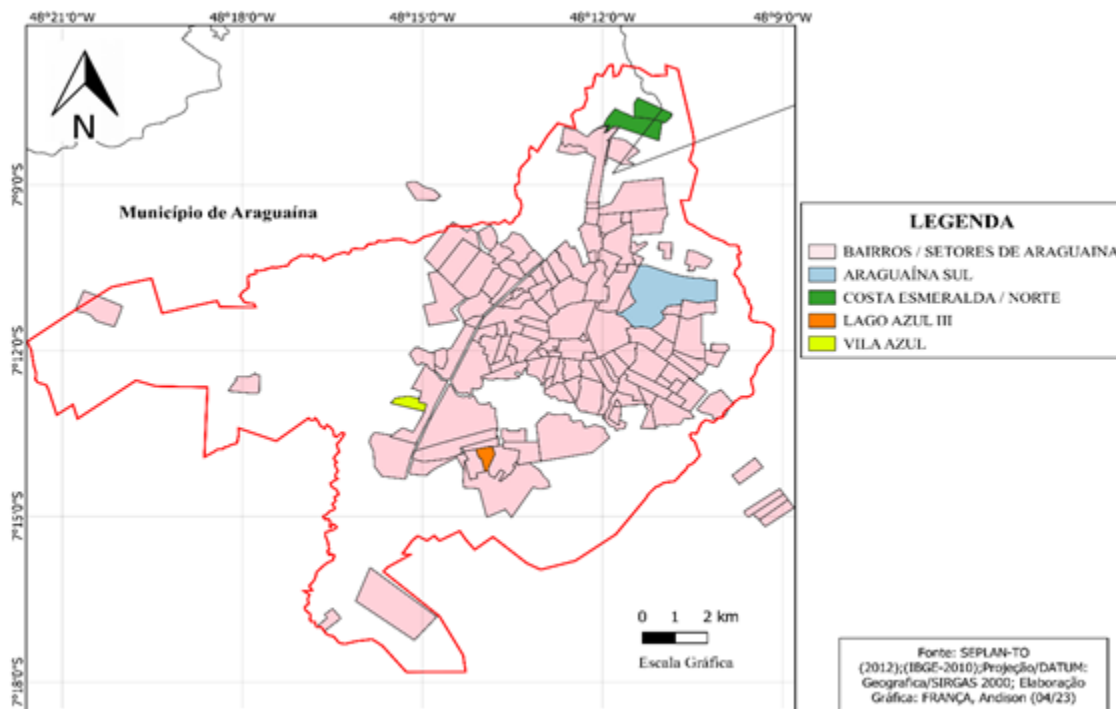 48°21'0"W 48°18'0"W 48°15'0"W 48°12'0"W 48°9'0"W
N
7°9'0"S
Município de Araguaína
LEGENDA
BAIRROS / SETORES DE ARAGUAINA
ARAGUAÍNA SUL
COSTA ESMERALDA / NORTE
LAGO AZUL III
VILA AZUL
7°12'0"S
7°15'0"S
0 1 2 km
Escala Gráfica
7°18'0"S
Fonte: SEPLAN-TO
(2012);(IBGE-2010);Projeção/DATUM:
Geografica/SIRGAS 2000; Elaboração
Gráfica: FRANÇA, Andison (04/23)